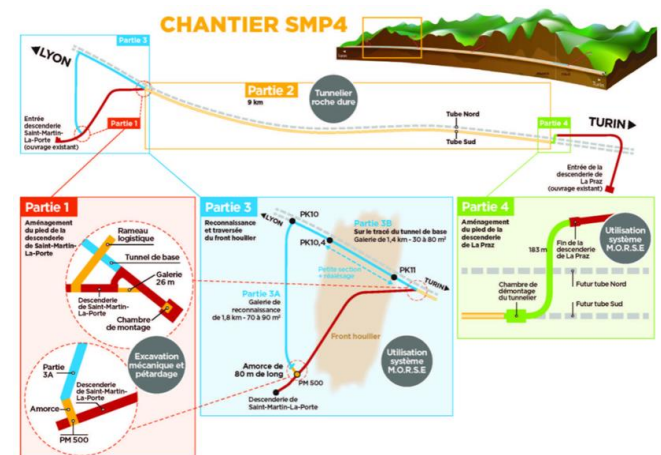 CHANTIER SMP4
Partie 3
LYON
Partie 2
9 km
Tunnelier
roche dure
Partie 1
Entrée
descenderie
Saint-Martin-
La-Porte
(ouvrage existant)
Tube Nord
Tube Sud
Partie 4
TURIN
Entrée de la
descenderie de
La Praz
(ouvrage existant)
Partie 1
Aménagement
du pied de la
descenderie
de Saint-Martin-
La-Porte
Rameau
logistique
Tunnel de base
Galerie
26 m
Descenderie
de Saint-Martin-
La-Porte
Chambre
de montage
Excavation
mécanique et
pétardage
Partie
3A
Descenderie
de Saint-Martin-
La-Porte
Amorce
PM 500
Partie 3
Reconnaissance
et traversée
du front houiller
LYON
PK10
PK10,4
Partie 3B
Sur le tracé du tunnel de base
Galerie de 1,4 km - 30 à 80 m²
Petite section
+ réalésage
PK11
TURIN
Partie 3A
Galerie de
reconnaissance
de 1,8 km - 70 à 90 m²
Front houiller
Utilisation
système
M.O.R.S.E
Amorce de
80 m de long
PM 500
Descenderie de
Saint-Martin-La-Porte
Partie 4
Aménagement
du pied de la
descenderie
de La Praz
Utilisation
système
M.O.R.S.E
183 m
Fin de la
descenderie
de La Praz
Futur tube Nord
Chambre de
démontage
du tunnelier
Futur tube Sud